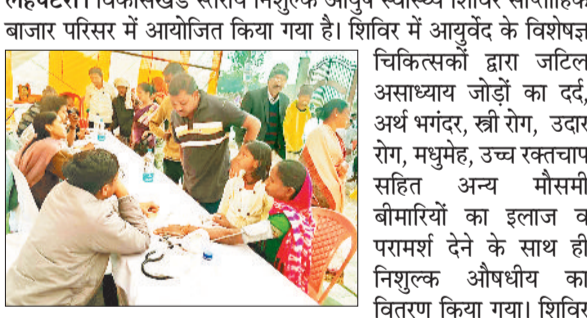 लहपटरा। विकासखंड स्तरीय निशुल्क आयुष स्वास्थ्य शिविर साप्ताहिक
बाजार परिसर में आयोजित किया गया है। शिविर में आयुर्वेद के विशेषज्ञ
चिकित्सकों द्वारा जटिल
असाध्याय जोड़ों का दर्द,
अर्थ भगंदर, स्त्री रोग, उदार
रोग, मधुमेह, उच्च रक्तचाप
सहित अन्य मौसमी
बीमारियों का इलाज व
परामर्श देने के साथ ही
निशुल्क औषधीय का
वितरण किया गया। शिविर